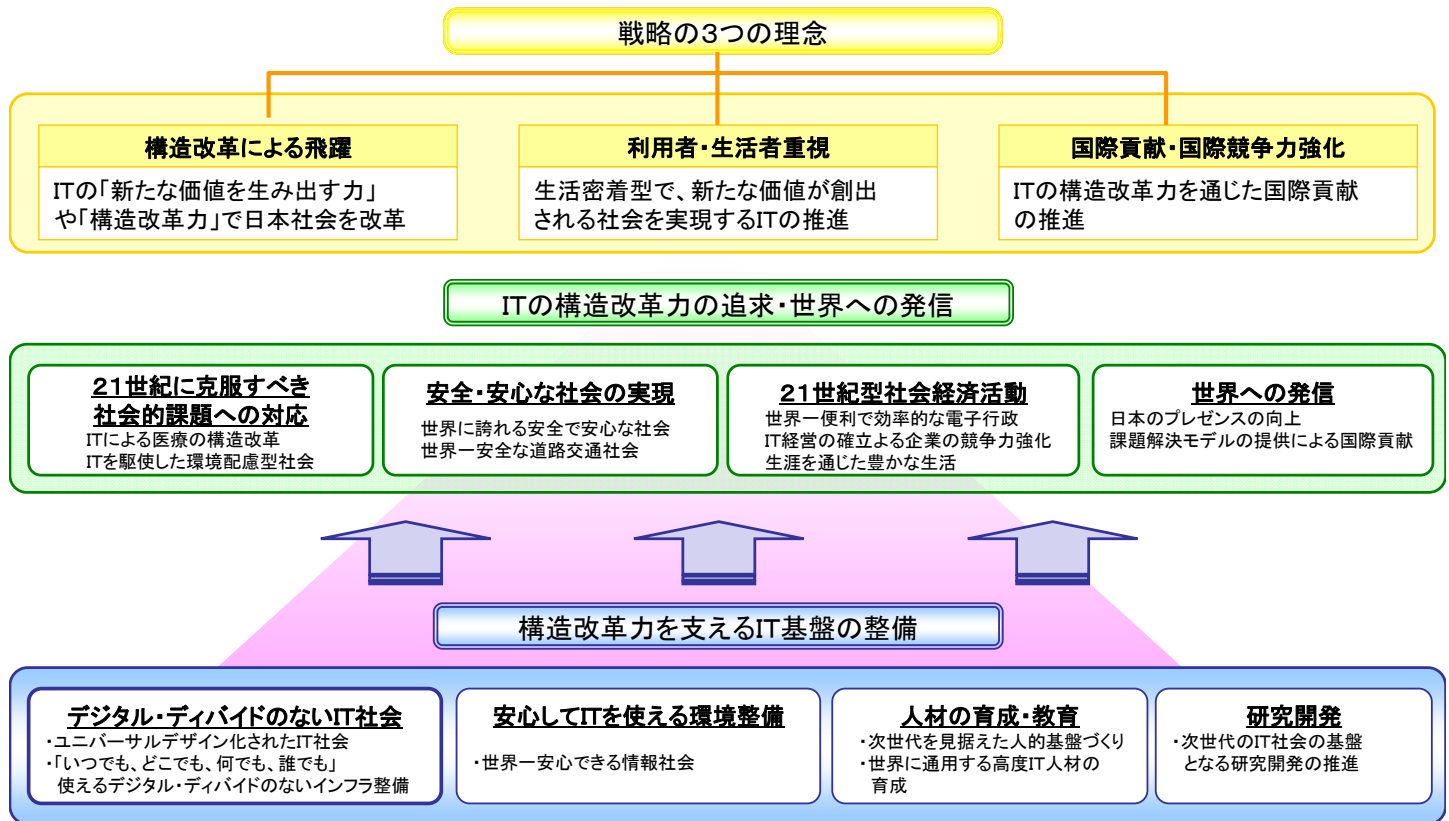 戦略の3つの理念
構造改革による飛躍
ITの「新たな価値を生み出す力」
や「構造改革力」で日本社会を改革
利用者・生活者重視
生活密着型で、新たな価値が創出
される社会を実現するITの推進
国際貢献・国際競争力強化
ITの構造改革力を通じた国際貢献
の推進
ITの構造改革力の追求・世界への発信
21世紀に克服すべき
社会的課題への対応
ITによる医療の構造改革
ITを駆使した環境配慮型社会
安全・安心な社会の実現
世界に誇れる安全で安心な社会
世界一安全な道路交通社会
21世紀型社会経済活動
世界一便利で効率的な電子行政
IT経営の確立よる企業の競争力強化
生涯を通じた豊かな生活
世界への発信
日本のプレゼンスの向上
課題解決モデルの提供による国際貢献
構造改革力を支えるIT基盤の整備
デジタル・ディバイドのないIT社会
・ユニバーサルデザイン化されたIT社会
・「いつでも、どこでも、何でも、誰でも」
使えるデジタル・ディバイドのないインフラ整備
安心してITを使える環境整備
・世界一安心できる情報社会
人材の育成・教育
・次世代を見据えた人的基盤づくり
・世界に通用する高度IT人材の
育成
研究開発
・次世代のIT社会の基盤
となる研究開発の推進